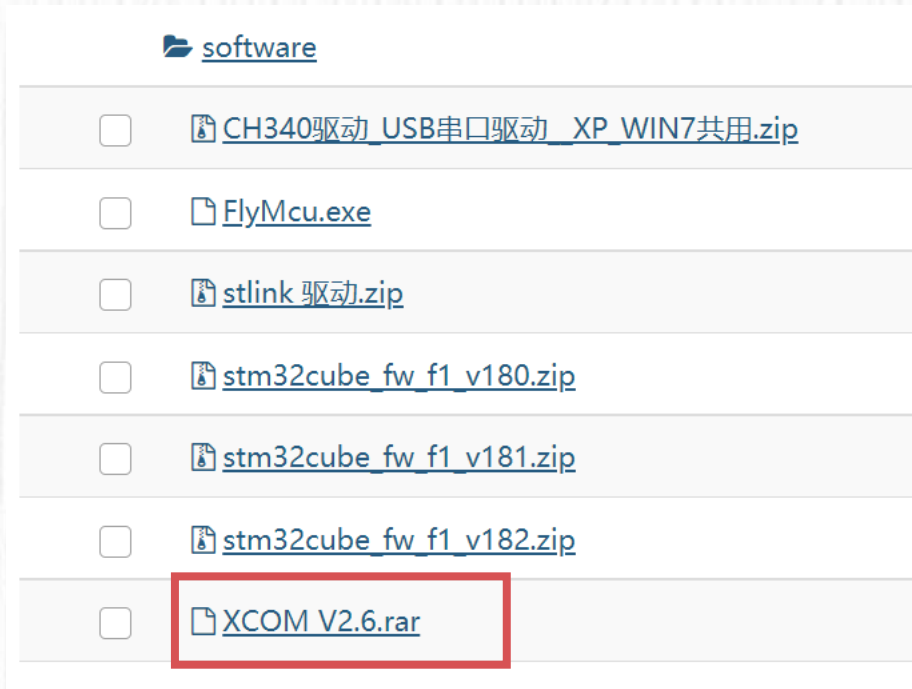 software
CH340驱动_USB串口驱动__XP_WIN7共用.zip
FlyMcu.exe
stlink 驱动.zip
stm32cube_fw_f1_v180.zip
stm32cube_fw_f1_v181.zip
stm32cube_fw_f1_v182.zip
XCOM V2.6.rar